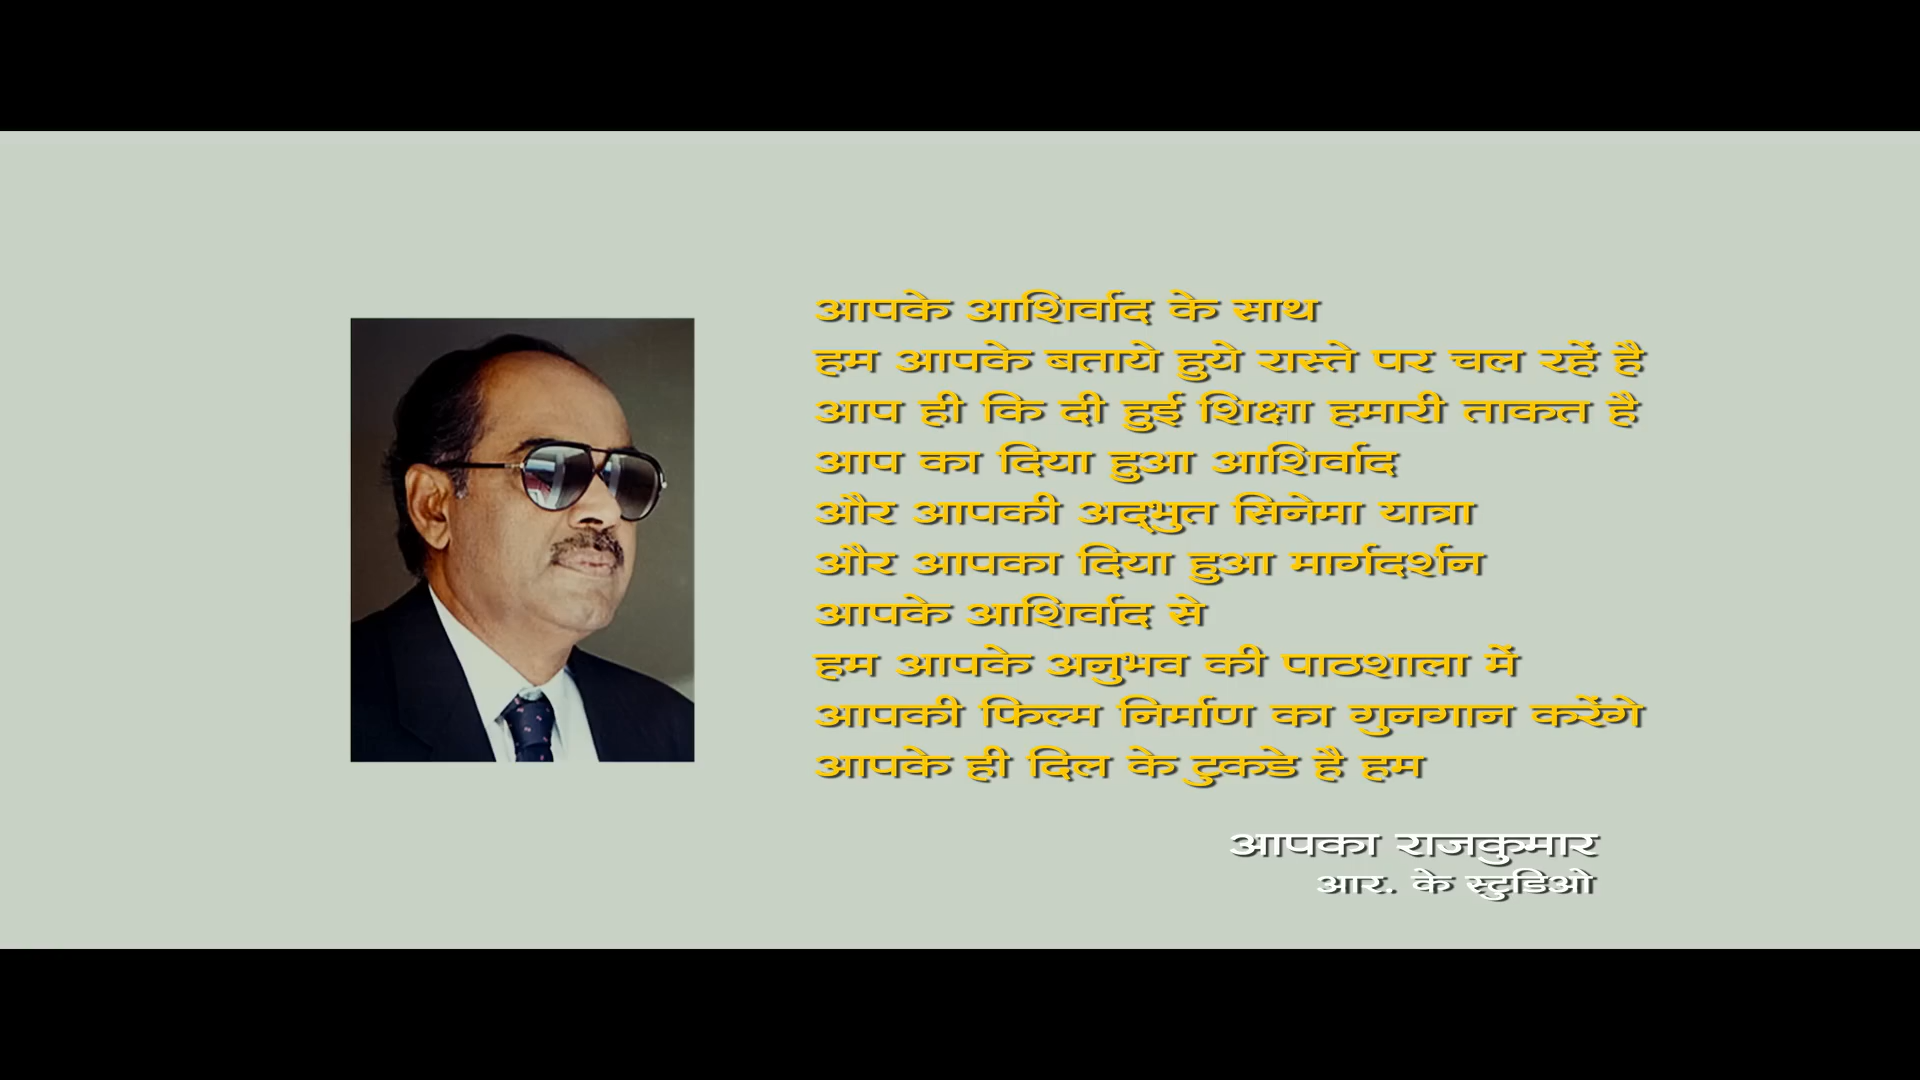 आपके आशिर्वाद के साथ
हम आपके बताये हुये रास्ते पर चल रहें है
आप ही कि दी हुई शिक्षा हमारी ताकत है
आप का दिया हुआ आशिर्वाद
और आपकी अद्‌भुत सिनेमा यात्रा
और आपका दिया हुआ मार्गदर्शन
आपके आशिर्वाद से
हम आपके अनुभव की पाठशाला में
आपकी फिल्म निर्माण का गुनगान करेंगे
आपके ही दिल के टुकडे है हम
आपका राजकुमार
आर. के स्टुडिओ